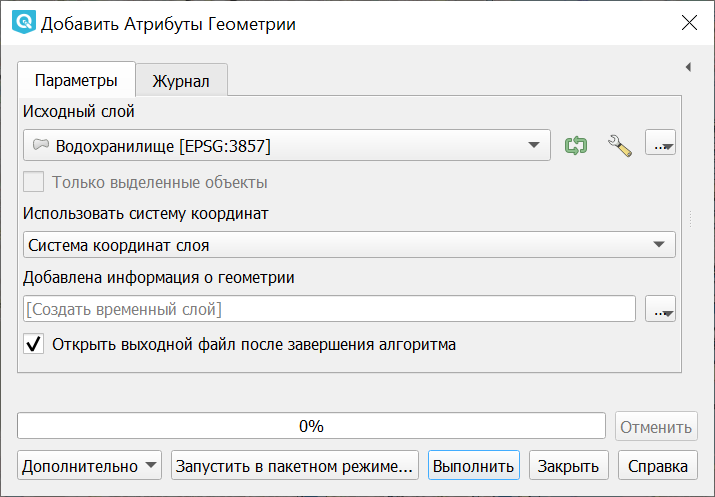 Добавить Атрибуты Геометрии
Параметры
Журнал
Исходный слой
Водохранилище [EPSG:3857]
...
Только выделенные объекты
Использовать систему координат
Система координат слоя
Добавлена информация о геометрии
[Создать временный слой]
...
Открыть выходной файл после завершения алгоритма
0%
Отменить
Дополнительно
Запустить в пакетном режиме...
Выполнить
Закрыть
Справка